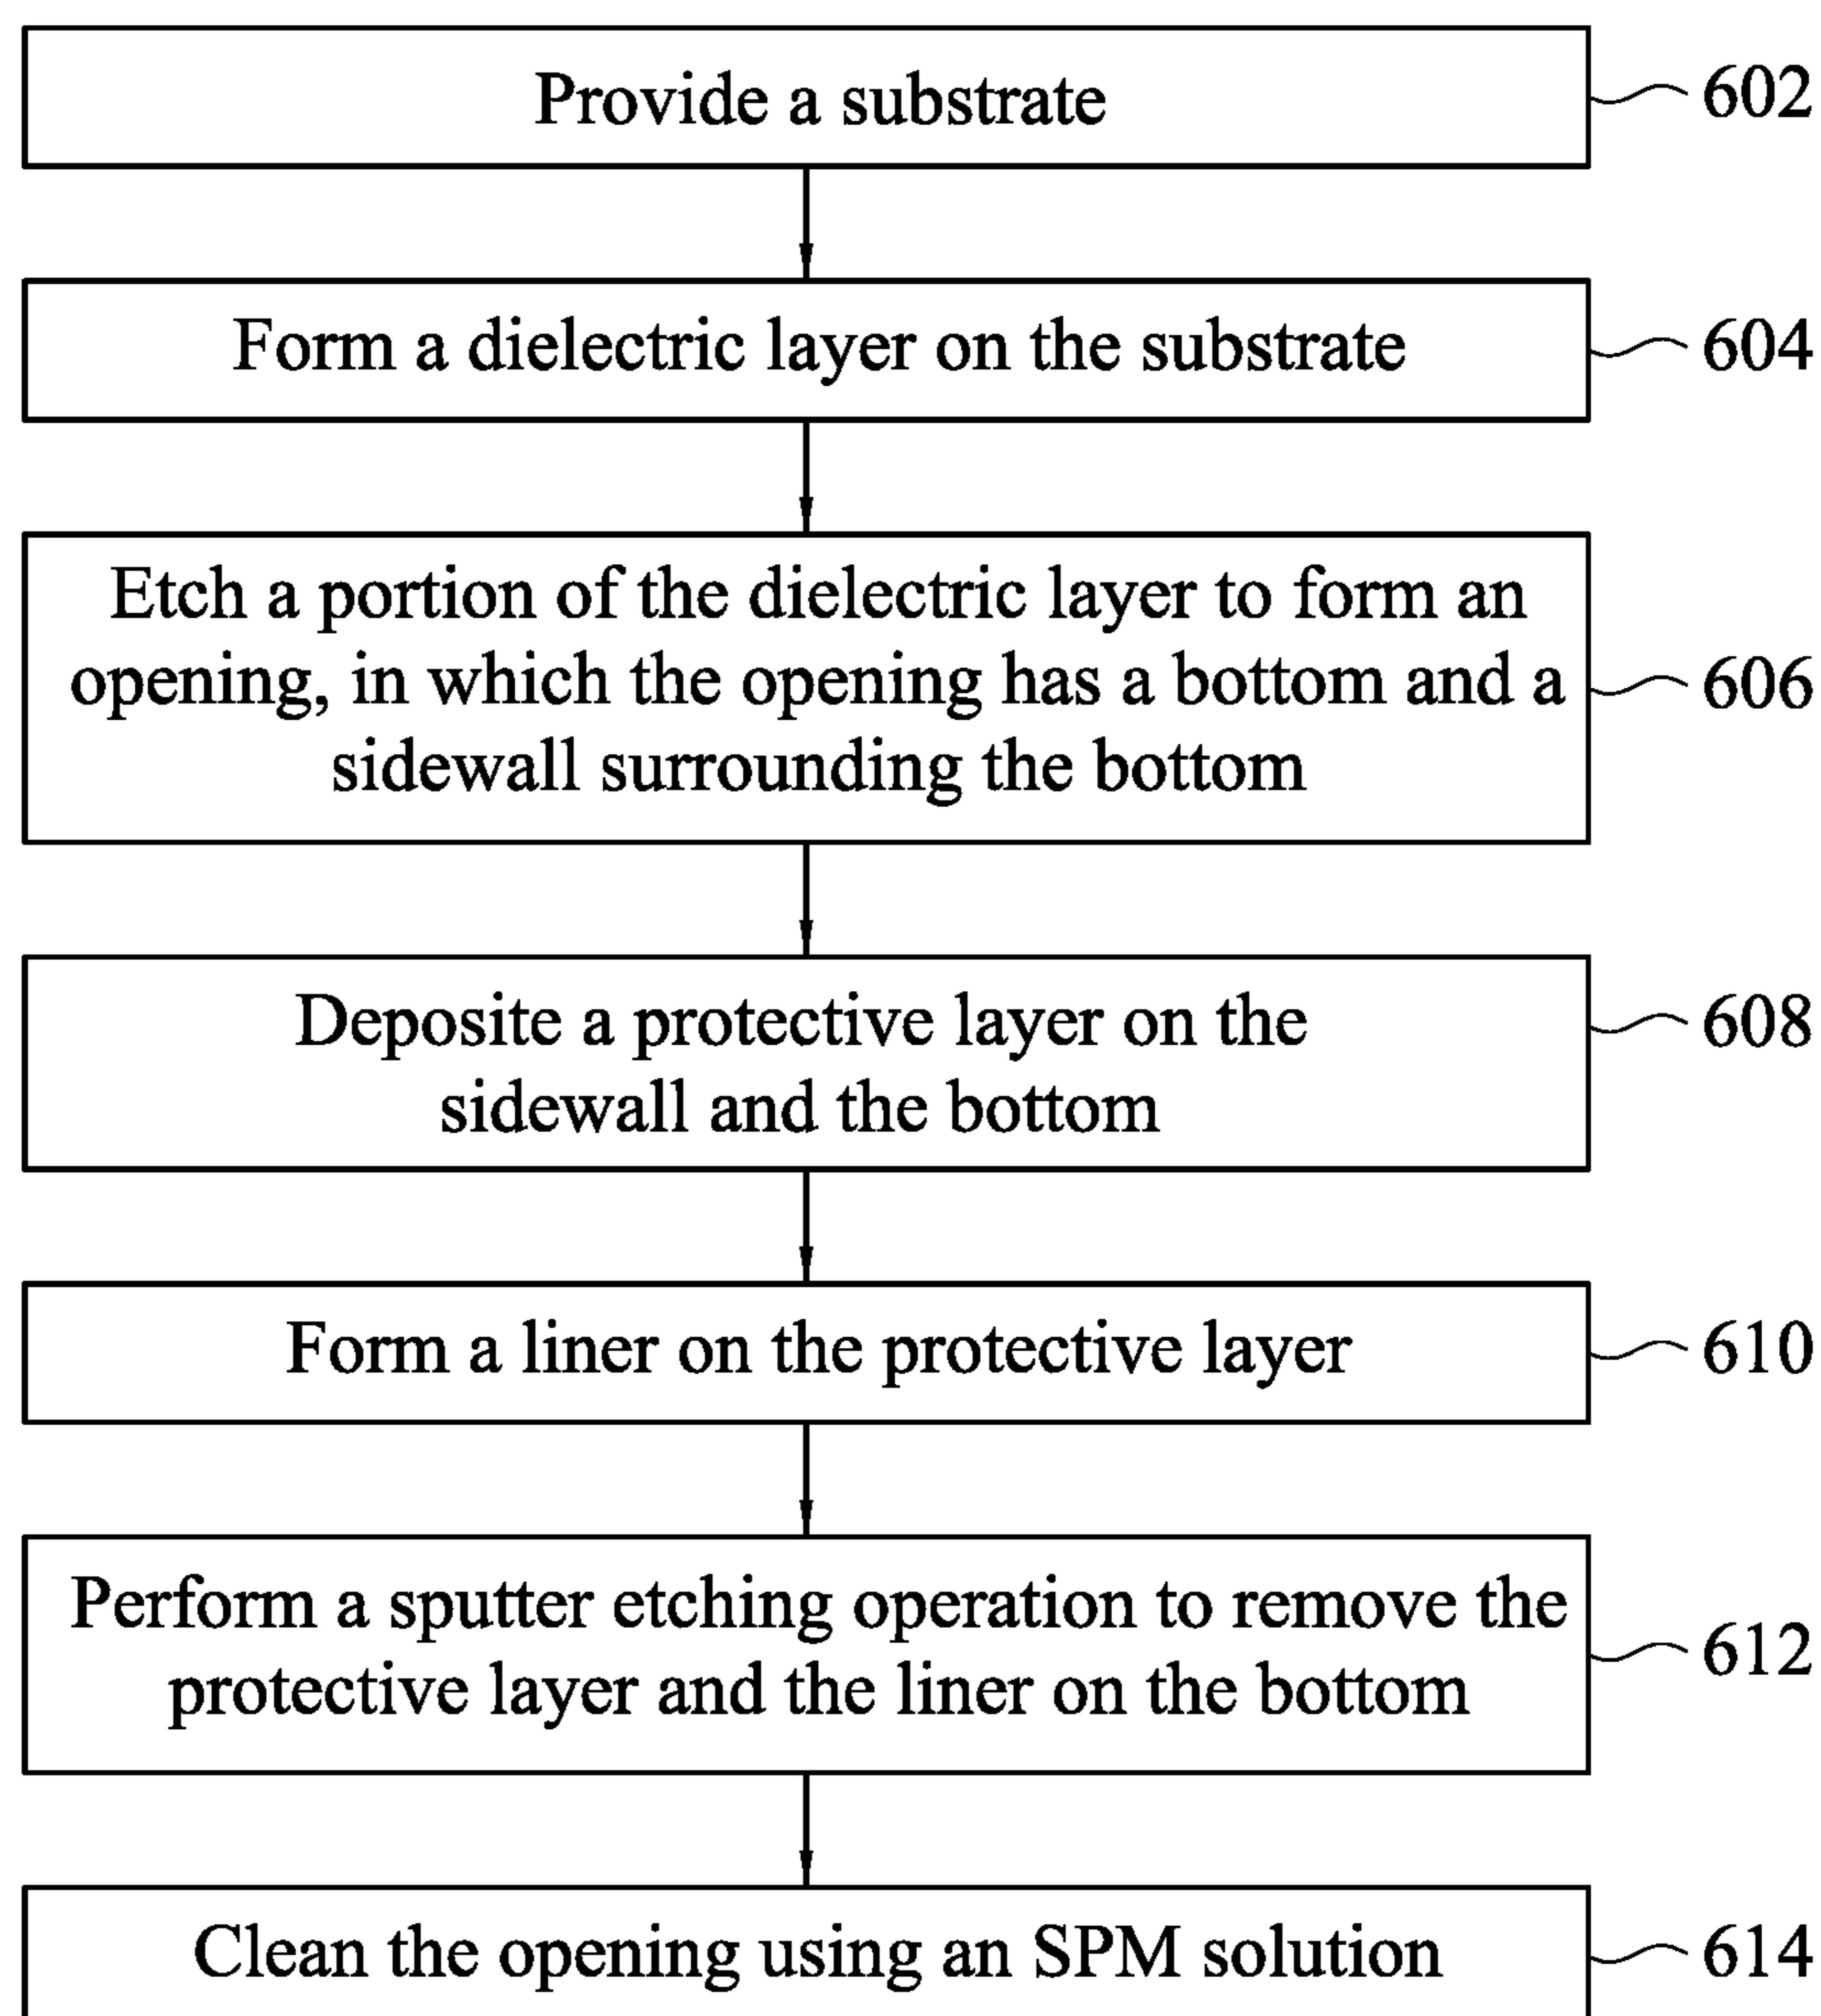 Provide a substrate
602
Form a dielectric layer on the substrate
604
Etch a portion of the dielectric layer to form an
opening, in which the opening has a bottom and a
sidewall surrounding the bottom
606
Deposite a protective layer on the
sidewall and the bottom
608
Form a liner on the protective layer
610
Perform a sputter etching operation to remove the
protective layer and the liner on the bottom
612
Clean the opening using an SPM solution
614